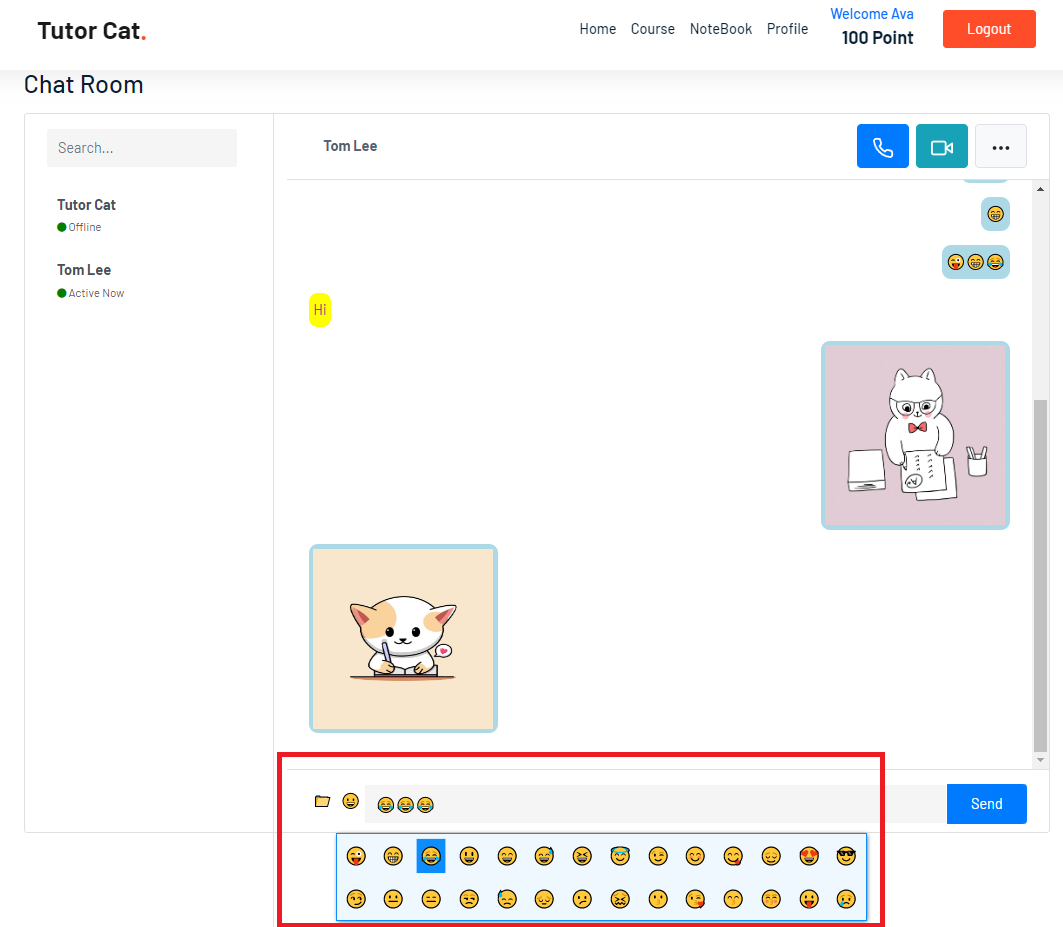 Tutor Cat.
Home Course NoteBook Profile
Welcome Ava
100 Point
Logout
Chat Room
Search...
Tutor Cat
Offline
Tom Lee
Active Now
Tom Lee
Hi
Send